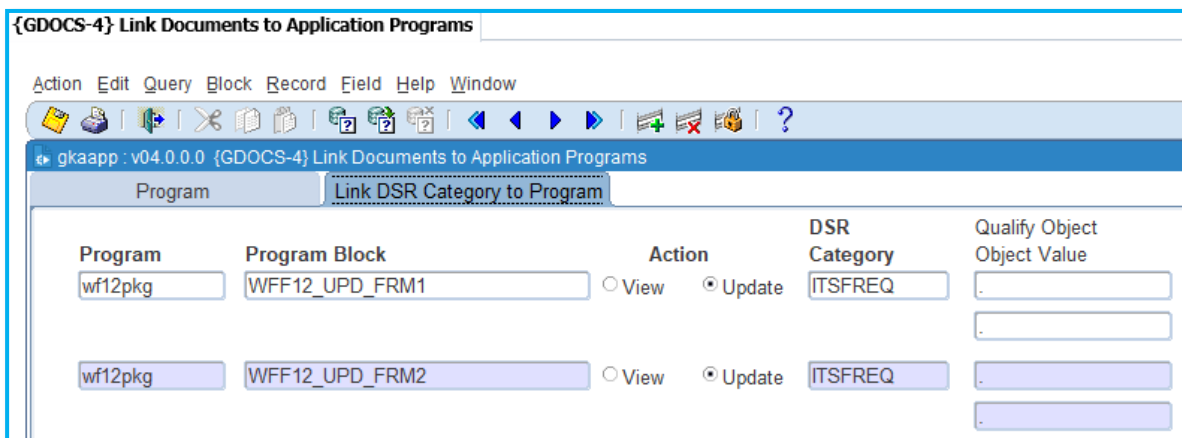 {GDOCS-4} Link Documents to Application Programs
Action Edit Query Block Record Field Help Window
gkaapp : v04.0.0.0 {GDOCS-4} Link Documents to Application Programs
Program Link DSR Category to Program
DSR Qualify Object
Program Program Block Action Category Object Value
wf12pkg WFF12_UPD_FRM1 View Update ITSFREQ .
.
wf12pkg WFF12_UPD_FRM2 View Update ITSFREQ .
.